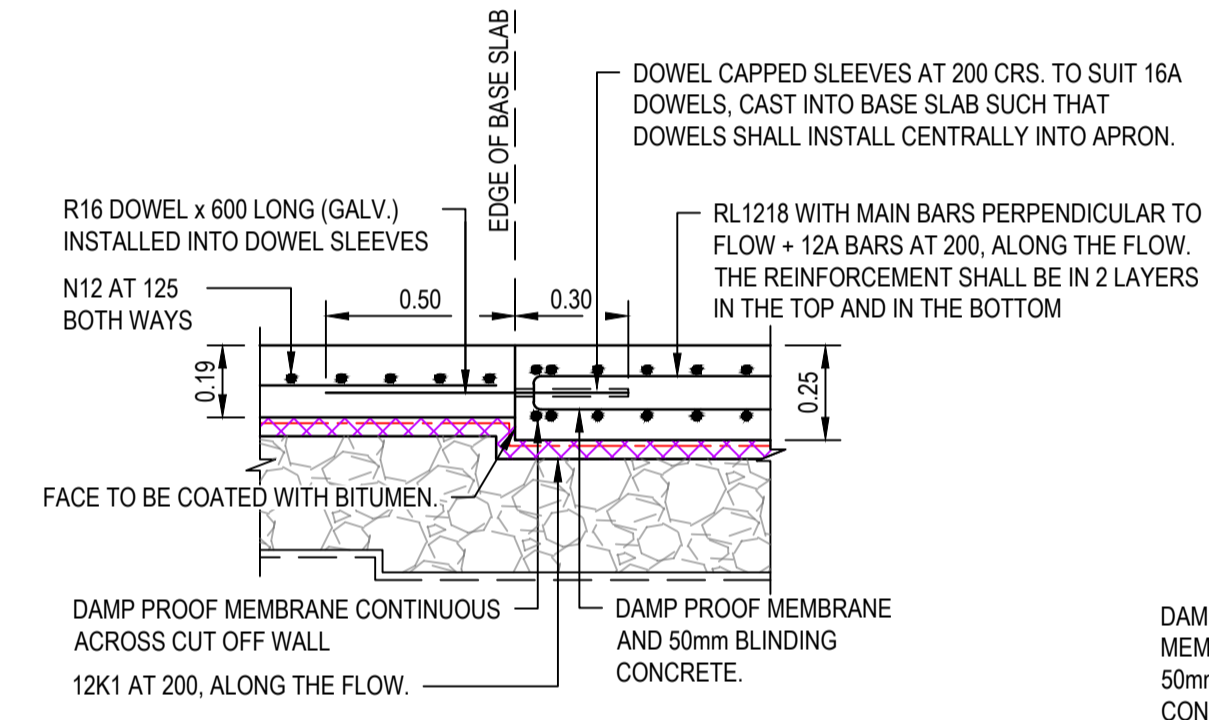 EDGE OF BASE SLAB
DOWEL CAPPED SLEEVES AT 200 CRS. TO SUIT 16A
DOWELS, CAST INTO BASE SLAB SUCH THAT
DOWELS SHALL INSTALL CENTRALLY INTO APRON.
R16 DOWEL x 600 LONG (GALV.)
INSTALLED INTO DOWEL SLEEVES
RL1218 WITH MAIN BARS PERPENDICULAR TO
FLOW + 12A BARS AT 200, ALONG THE FLOW.
THE REINFORCEMENT SHALL BE IN 2 LAYERS
IN THE TOP AND IN THE BOTTOM
N12 AT 125
BOTH WAYS
0.50
0.30
0.19
0.25
FACE TO BE COATED WITH BITUMEN.
DAMP PROOF MEMBRANE CONTINUOUS
ACROSS CUT OFF WALL
DAMP PROOF MEMBRANE
AND 50mm BLINDING
CONCRETE.
12K1 AT 200, ALONG THE FLOW.
DAM
MEM
50mm
CON